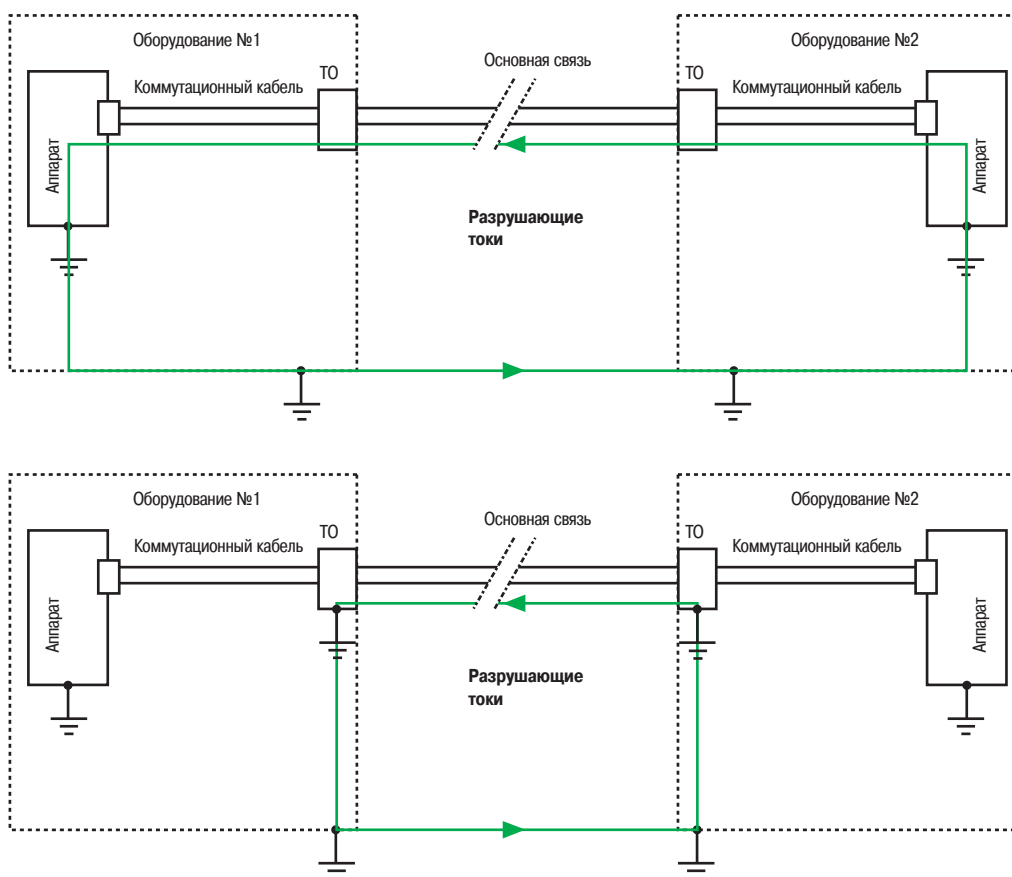 Оборудование №1
Оборудование №2
Основная связь
ТО
ТО
Коммутационный кабель
Коммутационный кабель
Аппарат
Аппарат
Разрушающие
токи
Оборудование №1
Оборудование №2
Основная связь
ТО
ТО
Коммутационный кабель
Коммутационный кабель
Аппарат
Аппарат
Разрушающие
токи